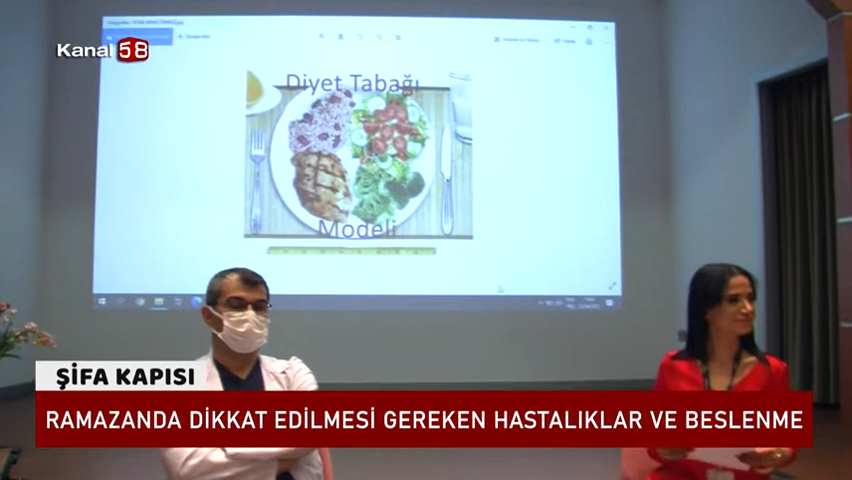 Kanal 58
Diyet Tabağı
Modeli
ŞİFA KAPISI
RAMAZANDA DİKKAT EDİLMESİ GEREKEN HASTALIKLAR VE BESLENME